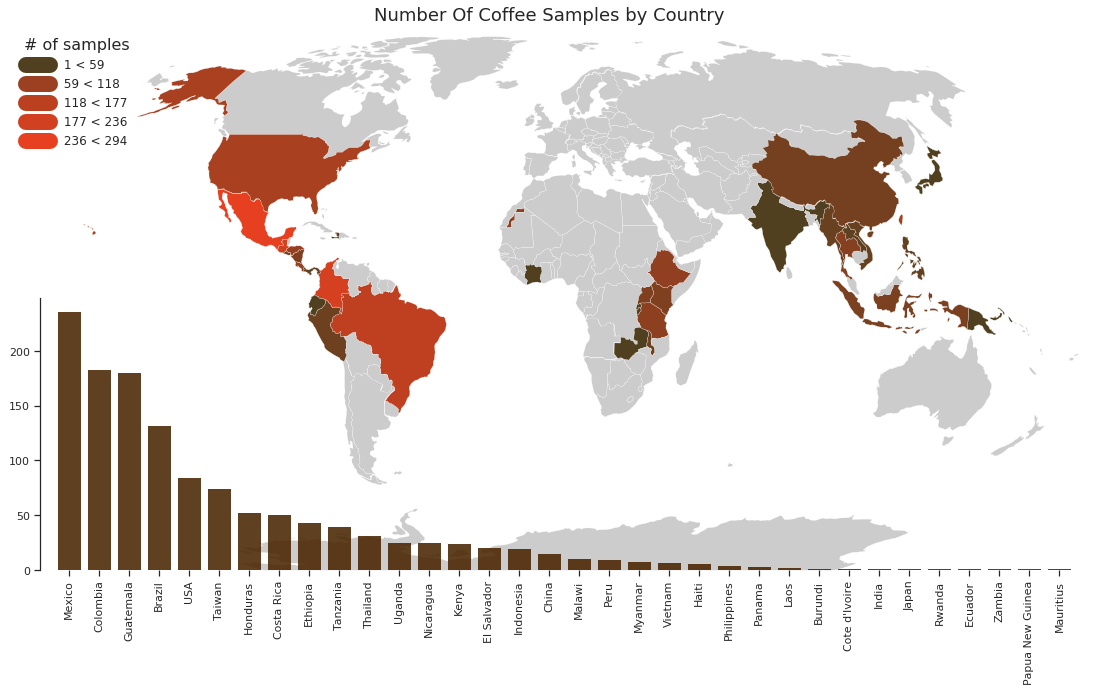 Number Of Coffee Samples by Country
# of samples
1 < 59
59 < 118
118 < 177
177 < 236
236 < 294
200
150
100
50
0
Mexico
Colombia
Guatemala
Brazil
USA
Taiwan
Honduras
Costa Rica
Ethiopia
Tanzania
Thailand
Uganda
Nicaragua
Kenya
El Salvador
Indonesia
China
Malawi
Peru
Myanmar
Vietnam
Haiti
Philippines
Panama
Laos
Burundi
Cote d'Ivoire
India
Japan
Rwanda
Ecuador
Zambia
Papua New Guinea
Mauritius